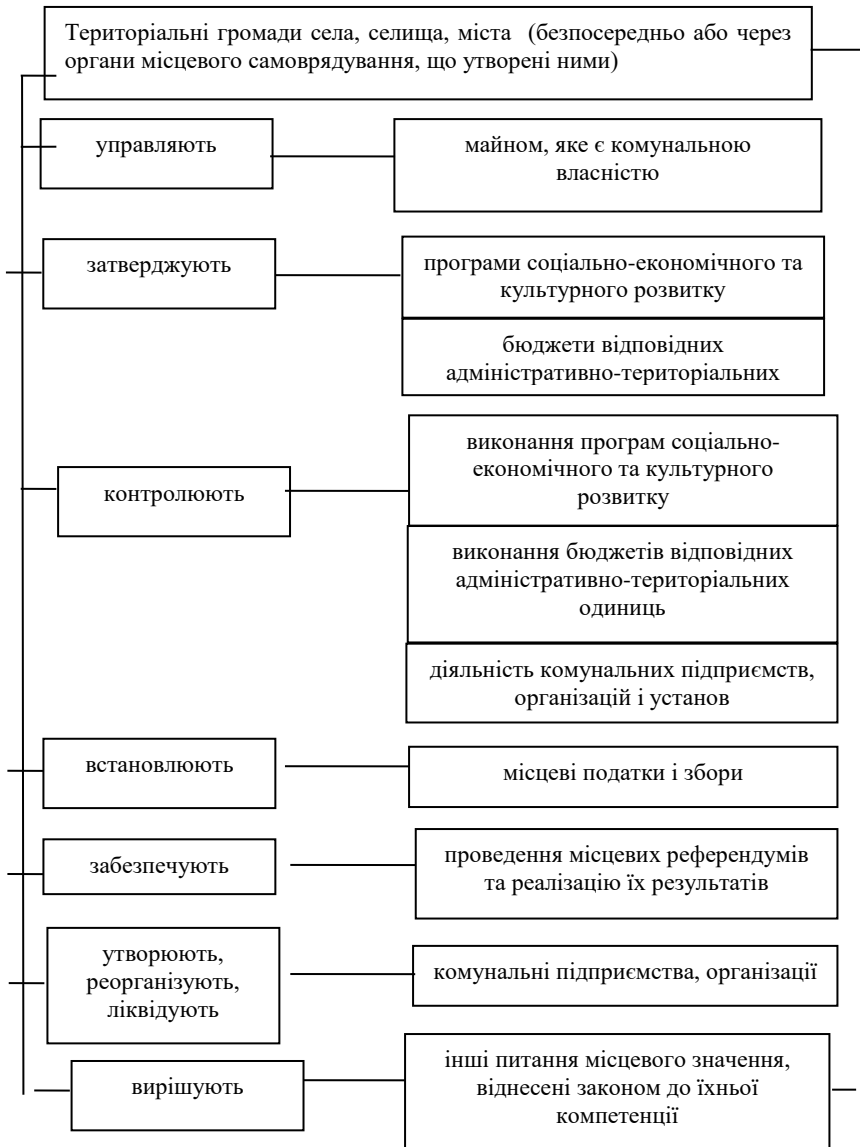 Територіальні громади села, селища, міста (безпосередньо або через
органи місцевого самоврядування, що утворені ними)
управляють
майном, яке є комунальною
власністю
затверджують
програми соціально-економічного та
культурного розвитку
бюджети відповідних
адміністративно-територіальних
контролюють
виконання програм соціально-
економічного та культурного
розвитку
виконання бюджетів відповідних
адміністративно-територіальних
одиниць
діяльність комунальних підприємств,
організацій і установ
встановлюють
місцеві податки і збори
забезпечують
проведення місцевих референдумів
та реалізацію їх результатів
утворюють,
реорганізують,
ліквідують
комунальні підприємства, організації
вирішують
інші питання місцевого значення,
віднесені законом до їхньої
компетенції